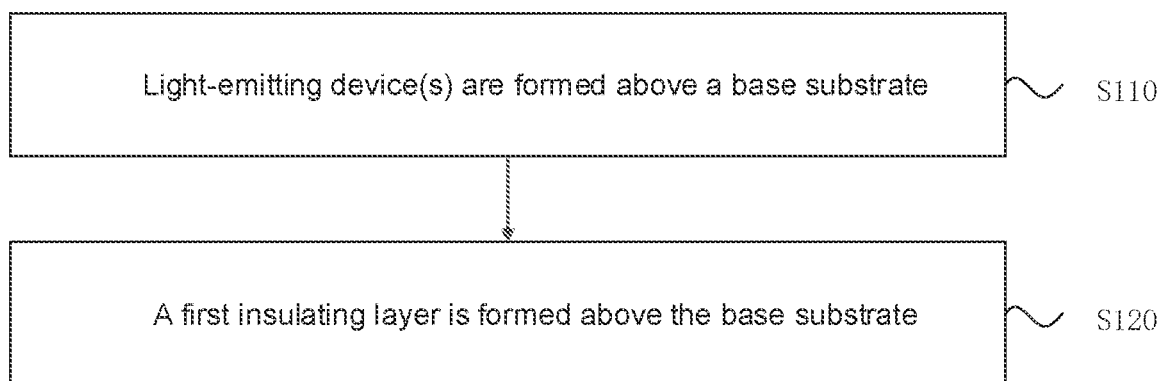 Light-emitting device(s) are formed above a base substrate
S110
A first insulating layer is formed above the base substrate
S120